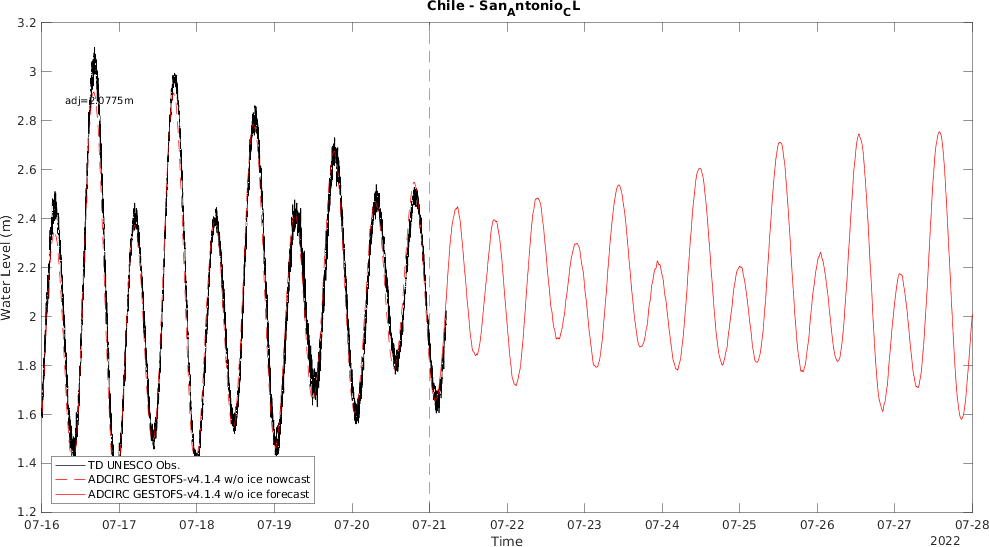 Chile - SanAntonioCL
3.2
3
2.8
2.6
2.4
2.2
2
1.8
1.6
1.4
1.2
Water Level (m)
adj=2.0775m
TD UNESCO Obs.
ADCIRC GESTOFS-v4.1.4 w/o ice nowcast
ADCIRC GESTOFS-v4.1.4 w/o ice forecast
07-16 07-17 07-18 07-19 07-20 07-21 07-22 07-23 07-24 07-25 07-26 07-27 07-28
Time
2022